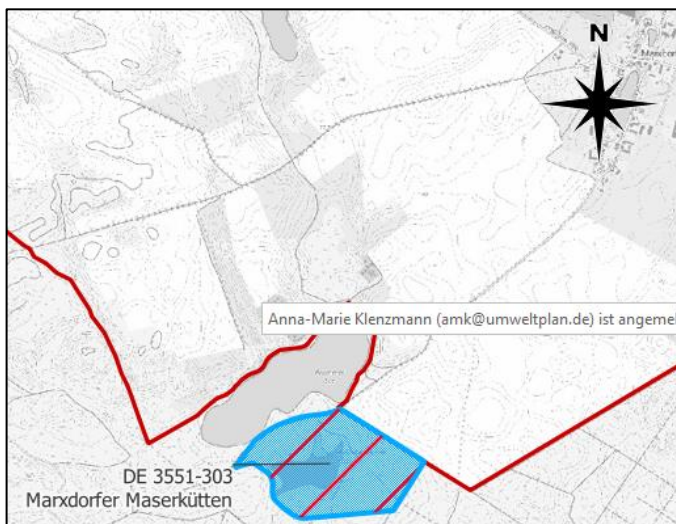 N
Anna-Marie Klenzmann (amk@umweltplan.de) ist angemel
DE 3551-303
Marxdorfer Maserkütten